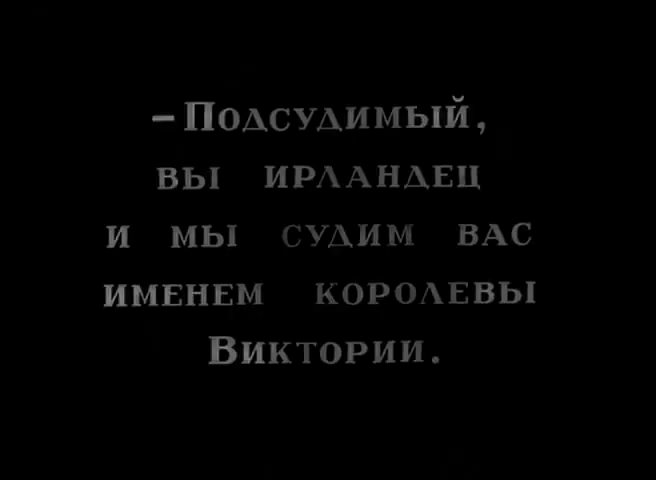 – Подсудимый,
вы ирландец
и мы судим вас
именем королевы
Виктории.